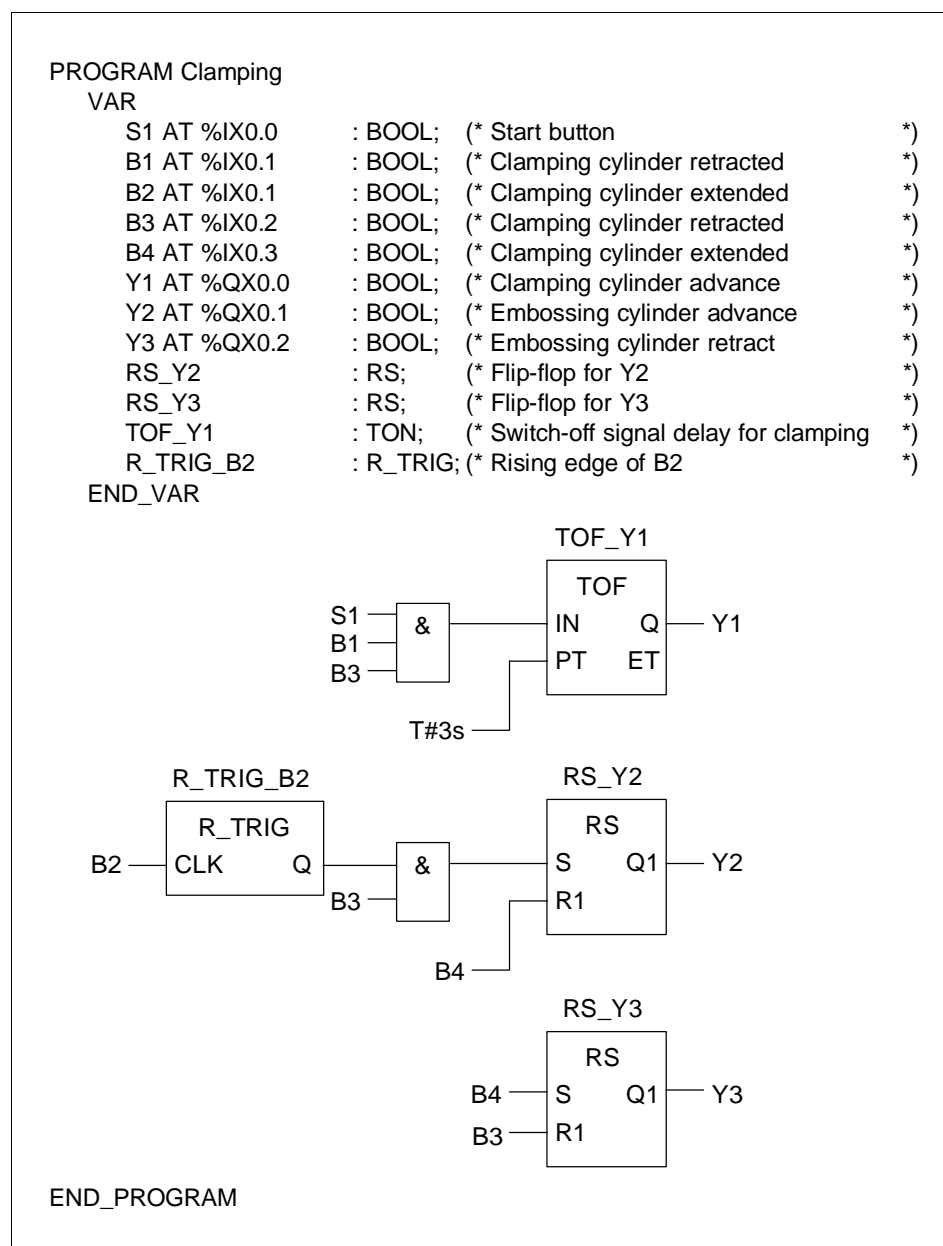 PROGRAM Clamping
VAR
S1 AT %IX0.0 : BOOL; (* Start button *)
B1 AT %IX0.1 : BOOL; (* Clamping cylinder retracted *)
B2 AT %IX0.1 : BOOL; (* Clamping cylinder extended *)
B3 AT %IX0.2 : BOOL; (* Clamping cylinder retracted *)
B4 AT %IX0.3 : BOOL; (* Clamping cylinder extended *)
Y1 AT %QX0.0 : BOOL; (* Clamping cylinder advance *)
Y2 AT %QX0.1 : BOOL; (* Embossing cylinder advance *)
Y3 AT %QX0.2 : BOOL; (* Embossing cylinder retract *)
RS_Y2 : RS; (* Flip-flop for Y2 *)
RS_Y3 : RS; (* Flip-flop for Y3 *)
TOF_Y1 : TON; (* Switch-off signal delay for clamping *)
R_TRIG_B2 : R_TRIG; (* Rising edge of B2 *)
END_VAR
TOF_Y1
TOF
S1 & IN Q Y1
B1
B3 PT ET
T#3s
R_TRIG_B2 RS_Y2
R_TRIG RS
B2 CLK Q & S Q1 Y2
B3 R1
B4
RS_Y3
RS
B4 S Q1 Y3
B3 R1
END_PROGRAM